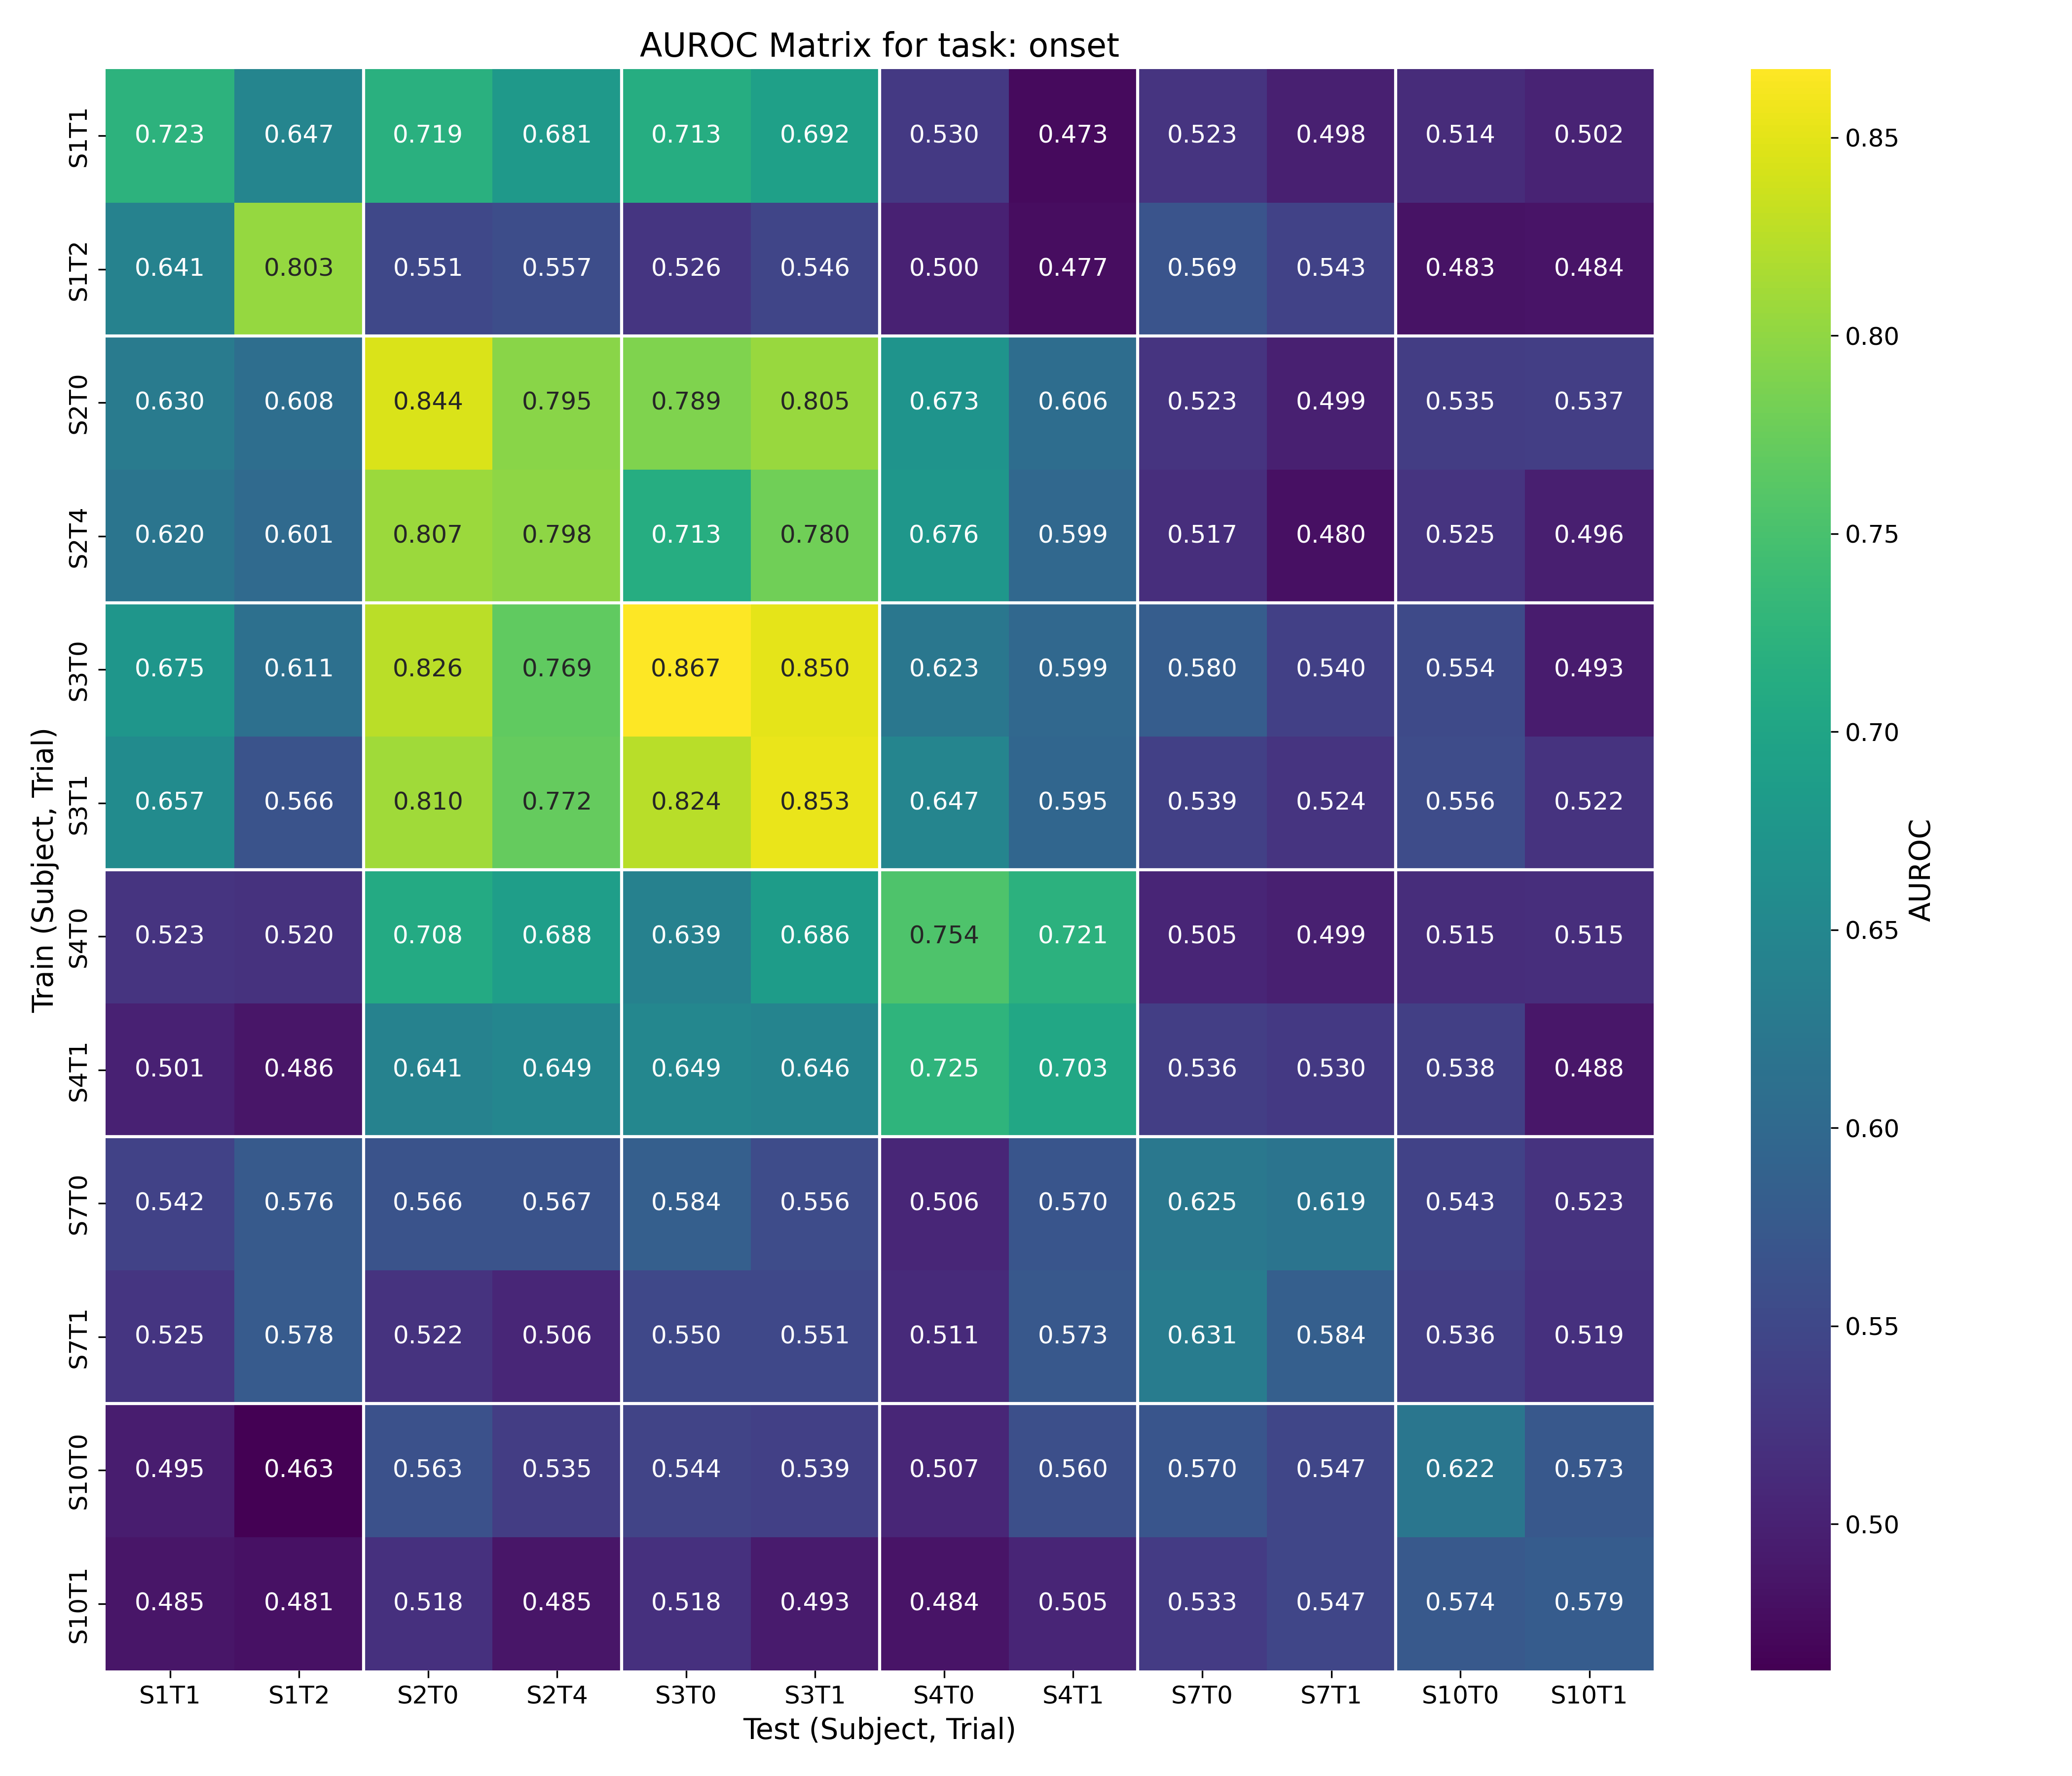 AUROC Matrix for task: onset
S1T1 0.723 0.647 0.719 0.681 0.713 0.692 0.530 0.473 0.523 0.498 0.514 0.502
S1T2 0.641 0.803 0.551 0.557 0.526 0.546 0.500 0.477 0.569 0.543 0.483 0.484
S2T0 0.630 0.608 0.844 0.795 0.789 0.805 0.673 0.606 0.523 0.499 0.535 0.537
S2T4 0.620 0.601 0.807 0.798 0.713 0.780 0.676 0.599 0.517 0.480 0.525 0.496
S3T0 0.675 0.611 0.826 0.769 0.867 0.850 0.623 0.599 0.580 0.540 0.554 0.493
S3T1 0.657 0.566 0.810 0.772 0.824 0.853 0.647 0.595 0.539 0.524 0.556 0.522
S4T0 0.523 0.520 0.708 0.688 0.639 0.686 0.754 0.721 0.505 0.499 0.515 0.515
S4T1 0.501 0.486 0.641 0.649 0.649 0.646 0.725 0.703 0.536 0.530 0.538 0.488
S7T0 0.542 0.576 0.566 0.567 0.584 0.556 0.506 0.570 0.625 0.619 0.543 0.523
S7T1 0.525 0.578 0.522 0.506 0.550 0.551 0.511 0.573 0.631 0.584 0.536 0.519
S10T0 0.495 0.463 0.563 0.535 0.544 0.539 0.507 0.560 0.570 0.547 0.622 0.573
S10T1 0.485 0.481 0.518 0.485 0.518 0.493 0.484 0.505 0.533 0.547 0.574 0.579
S1T1 S1T2 S2T0 S2T4 S3T0 S3T1 S4T0 S4T1 S7T0 S7T1 S10T0 S10T1
Test (Subject, Trial)
Train (Subject, Trial)
0.85
0.80
0.75
0.70
0.65
0.60
0.55
0.50
AUROC